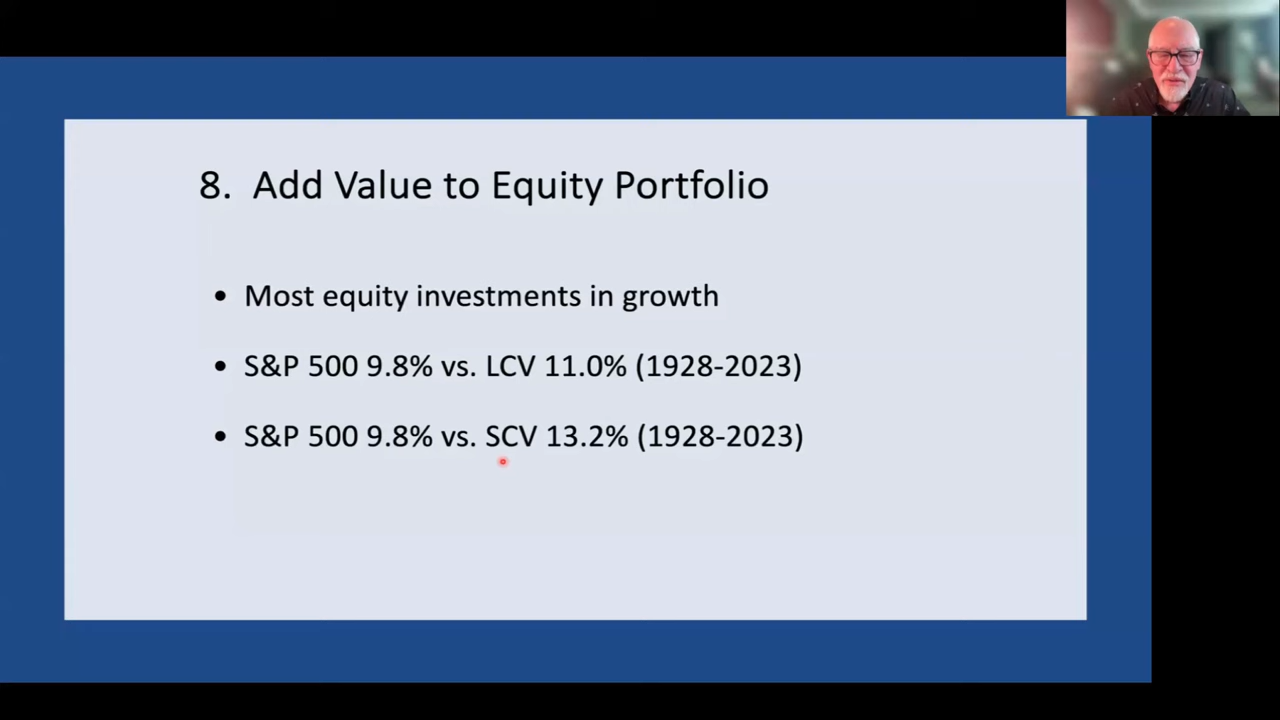 8. Add Value to Equity Portfolio
• Most equity investments in growth
• S&P 500 9.8% vs. LCV 11.0% (1928-2023)
• S&P 500 9.8% vs. SCV 13.2% (1928-2023)